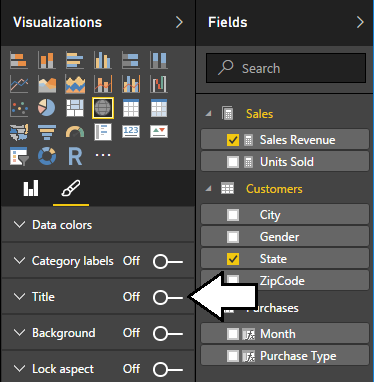 Visualizations
R
123
Data colors
Category labels Off
Title Off
Background Off
Lock aspect Off
Fields
Search
Sales
Sales Revenue
Units Sold
Customers
City
Gender
State
ZipCode
Purchases
Month
Purchase Type